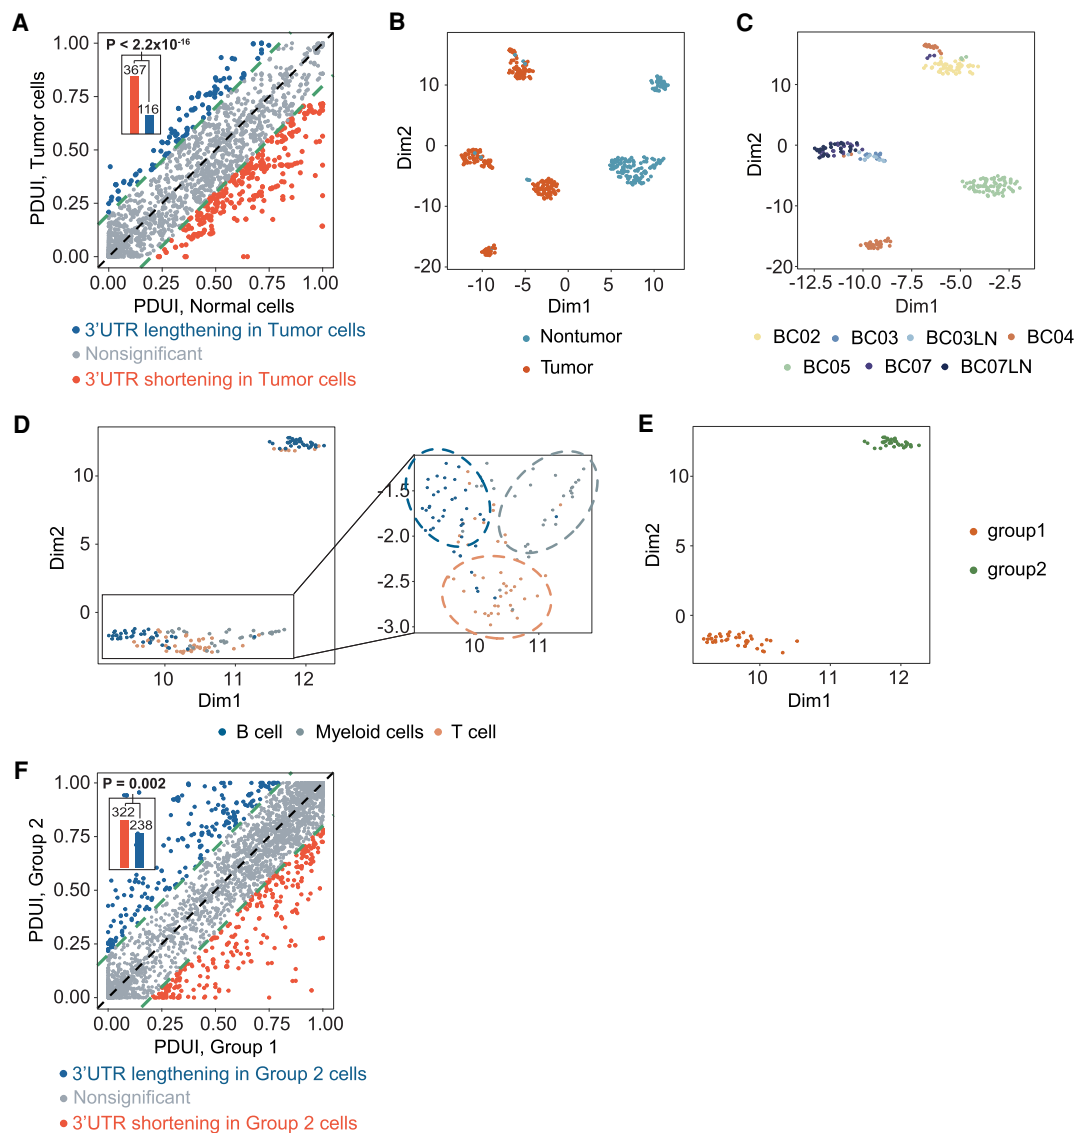 A
P < 2.2x10-16
367
116
1.00
0.75
0.50
0.25
0.00
PDUI, Tumor cells
0.00 0.25 0.50 0.75 1.00
PDUI, Normal cells
3’UTR lengthening in Tumor cells
Nonsignificant
3’UTR shortening in Tumor cells
B
10
0
-10
-20
Dim2
-10 -5 0 5 10
Dim1
Nontumor
Tumor
C
10
0
-10
-20
Dim2
-12.5 -10.0 -7.5 -5.0 -2.5
Dim1
BC02 BC03 BC03LN BC04
BC05 BC07 BC07LN
D
10
5
0
Dim2
10 11 12
Dim1
-1.5
-2.0
-2.5
-3.0
10 11
B cell Myeloid cells T cell
E
10
5
0
Dim2
10 11 12
Dim1
group1
group2
F
P = 0.002
322
238
1.00
0.75
0.50
0.25
0.00
PDUI, Group 2
0.00 0.25 0.50 0.75 1.00
PDUI, Group 1
3’UTR lengthening in Group 2 cells
Nonsignificant
3’UTR shortening in Group 2 cells